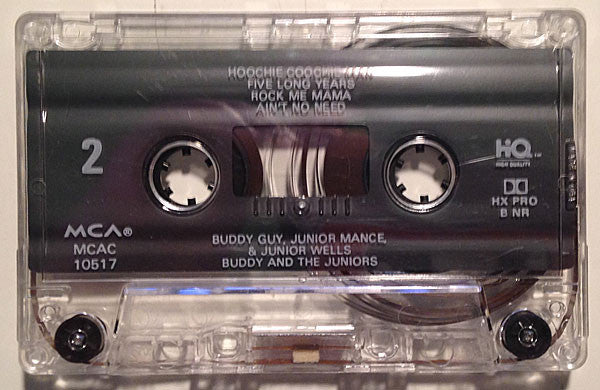 HOOCHIE COOCHIE MAN
FIVE LONG YEARS
ROCK ME MAMA
AIN'T NO NEED
2
HiQ™
HIGH QUALITY
HX PRO
B NR
MCA®
MCAC
10517
BUDDY GUY, JUNIOR MANCE,
& JUNIOR WELLS
BUDDY AND THE JUNIORS